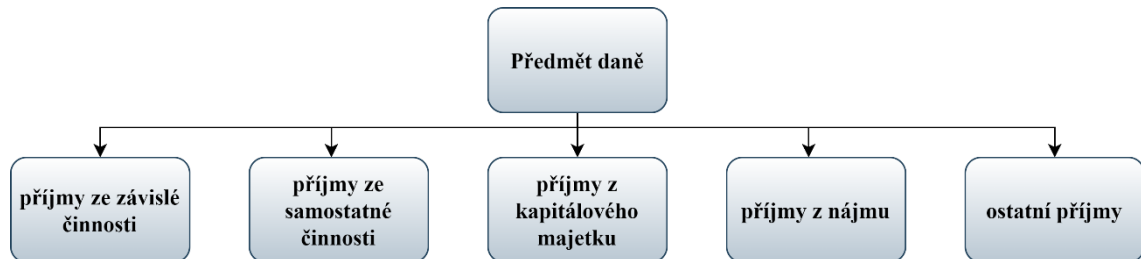 Předmět
daně
příjmy ze závislé
činnosti
příjmy ze
samostatné
činnosti
příjmy z
kapitálového
majetku
příjmy z nájmu
ostatní příjmy